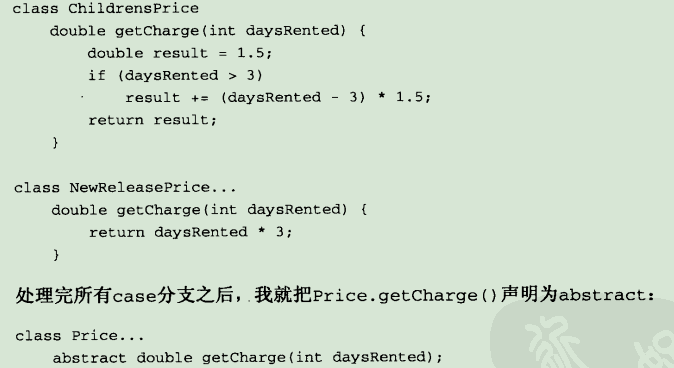 class ChildrensPrice
    double getCharge(int daysRented) {
        double result = 1.5;
        if (daysRented > 3)
            result += (daysRented - 3) * 1.5;
        return result;
    }
class NewReleasePrice...
    double getCharge(int daysRented) {
        return daysRented * 3;
    }
处理完所有case分支之后，我就把Price.getCharge()声明为abstract：
class Price...
    abstract double getCharge(int daysRented);